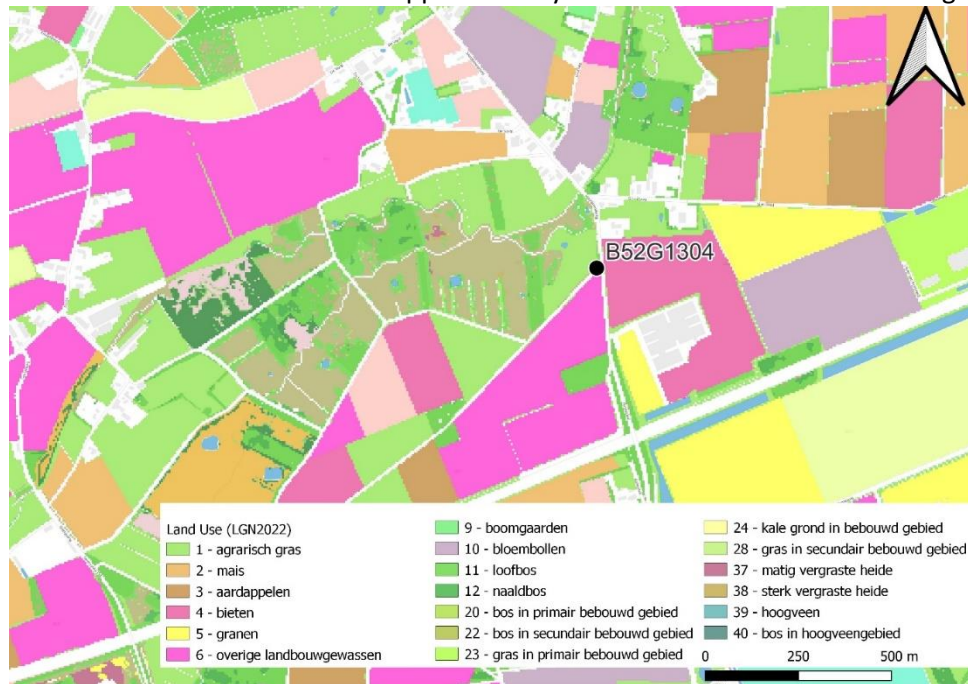 B52G1304
Land Use (LGN2022)
1 - agrarisch gras
2 - mais
3 - aardappelen
4 - bieten
5 - granen
6 - overige landbouwgewassen
9 - boomgaarden
10 - bloembollen
11 - loofbos
12 - naaldbos
20 - bos in primair bebouwd gebied
22 - bos in secundair bebouwd gebied
23 - gras in primair bebouwd gebied
24 - kale grond in bebouwd gebied
28 - gras in secundair bebouwd gebied
37 - matig vergraste heide
38 - sterk vergraste heide
39 - hoogveen
40 - bos in hoogveengebied
0 250 500 m